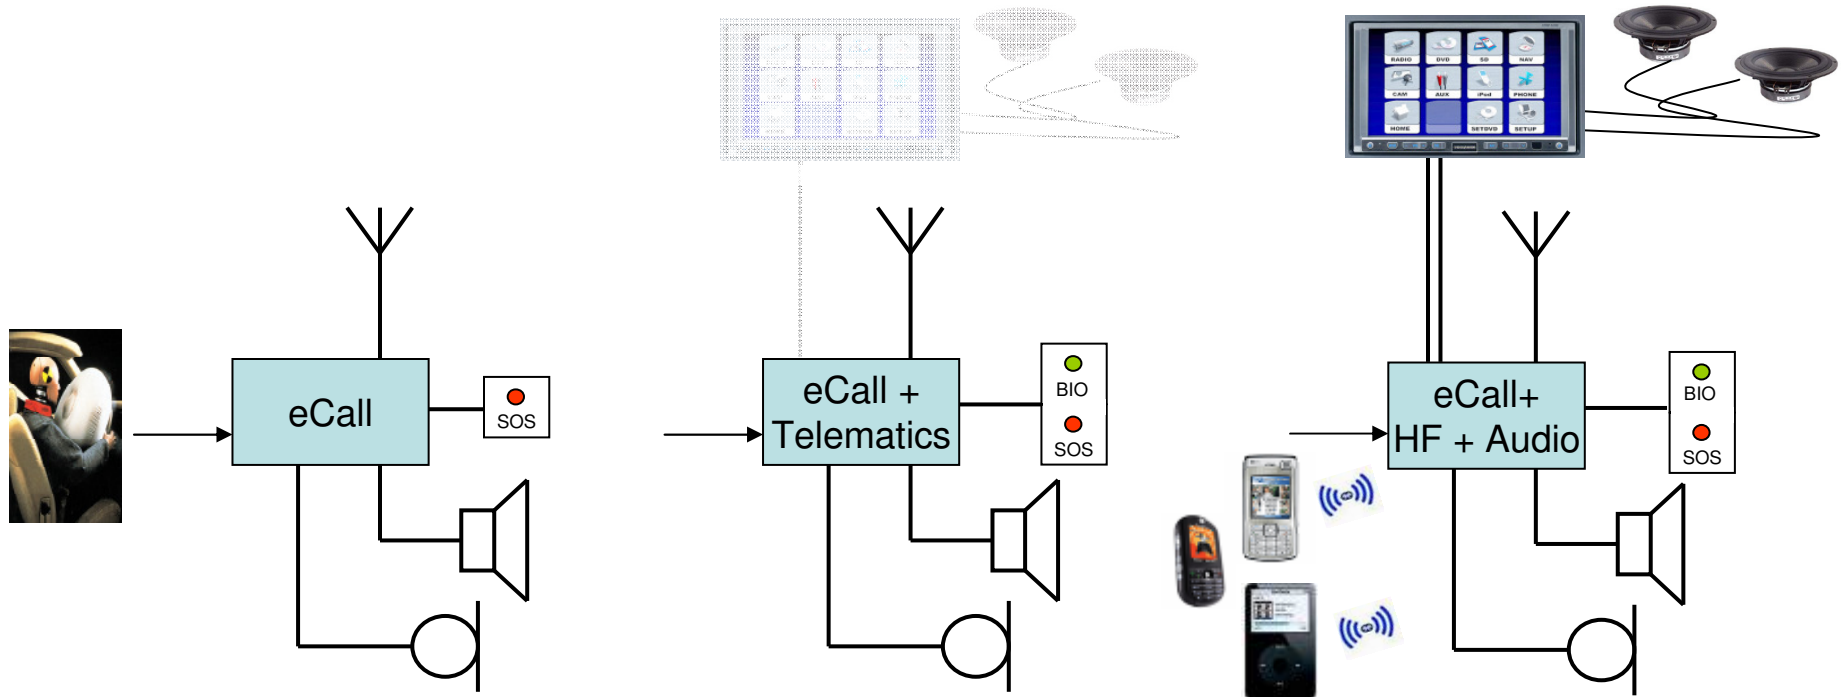 RADIO
DVD
SD
NAV
CAM
AUX
iPod
PHONE
HOME
SETDVD
SETUP
eCall
SOS
eCall +
Telematics
BIO
SOS
eCall+
HF + Audio
BIO
SOS